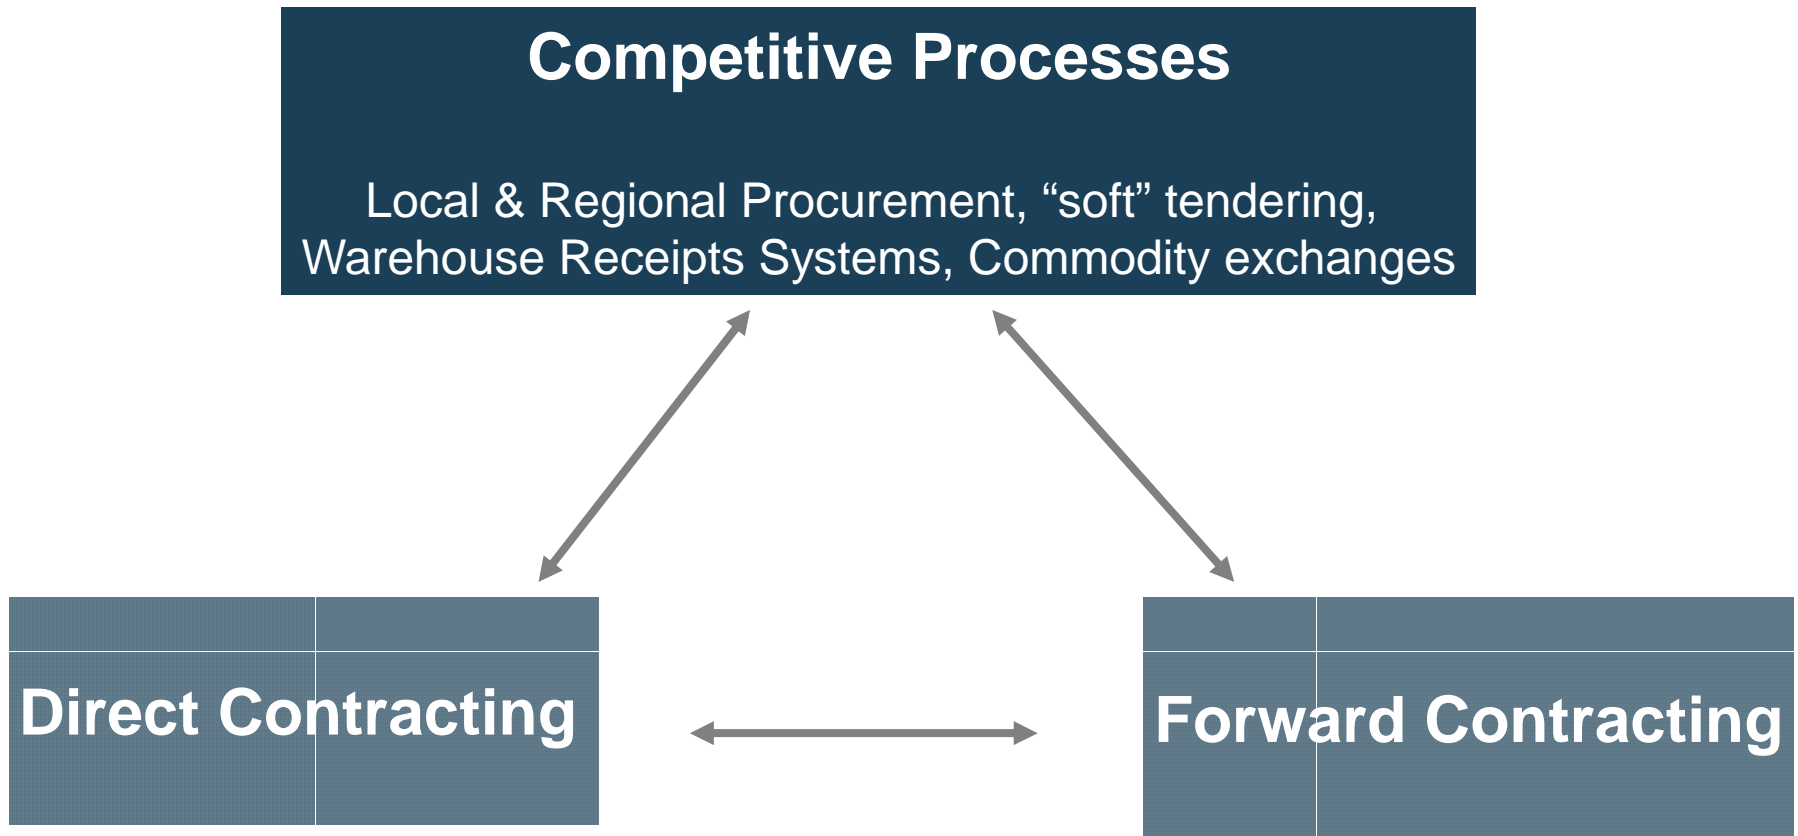 Competitive Processes
Local & Regional Procurement, “soft” tendering,
Warehouse Receipts Systems, Commodity exchanges
Direct Contracting
Forward Contracting